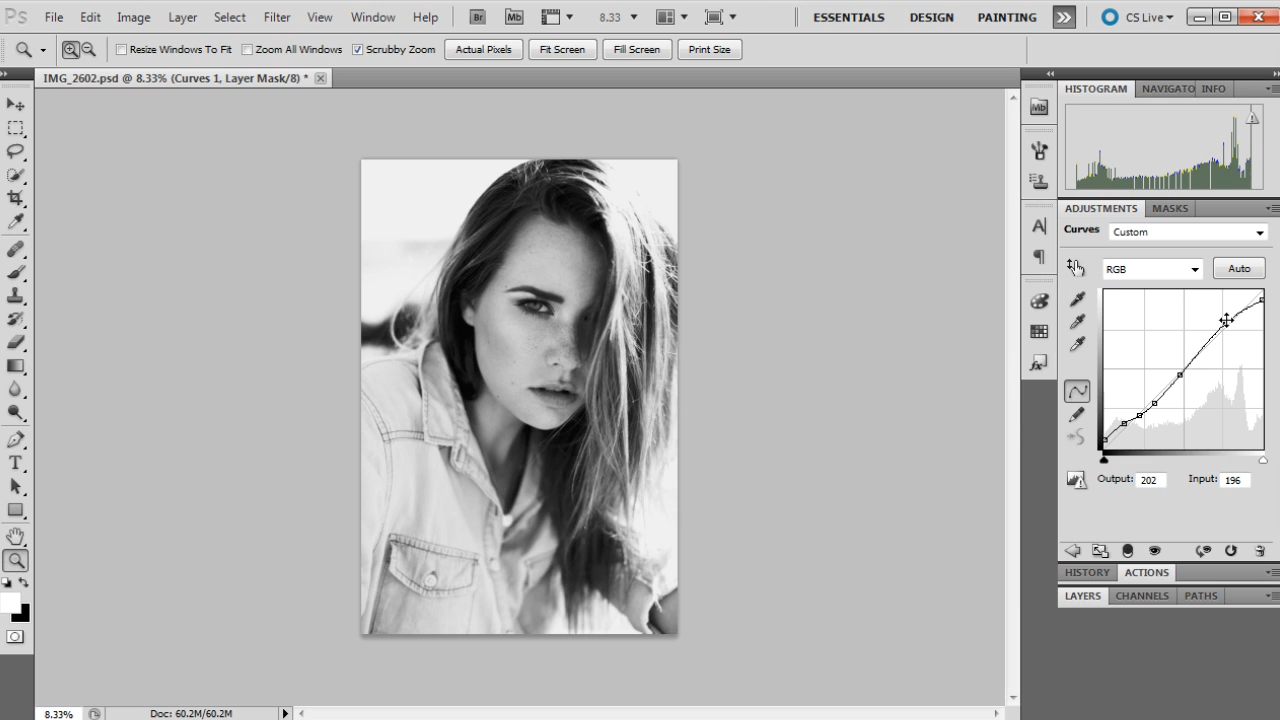 Ps File Edit Image Layer Select Filter View Window Help Br Mb 8.33 ESSENTIALS DESIGN PAINTING CS Live
Resize Windows To Fit Zoom All Windows Scrubby Zoom Actual Pixels Fit Screen Fill Screen Print Size
IMG_2602.psd @ 8.33% (Curves 1, Layer Mask/8) *
HISTOGRAM NAVIGATO INFO
Mb
ADJUSTMENTS MASKS
Curves Custom
RGB Auto
Output: 202 Input: 196
HISTORY ACTIONS
LAYERS CHANNELS PATHS
8.33% Doc: 60.2M/60.2M